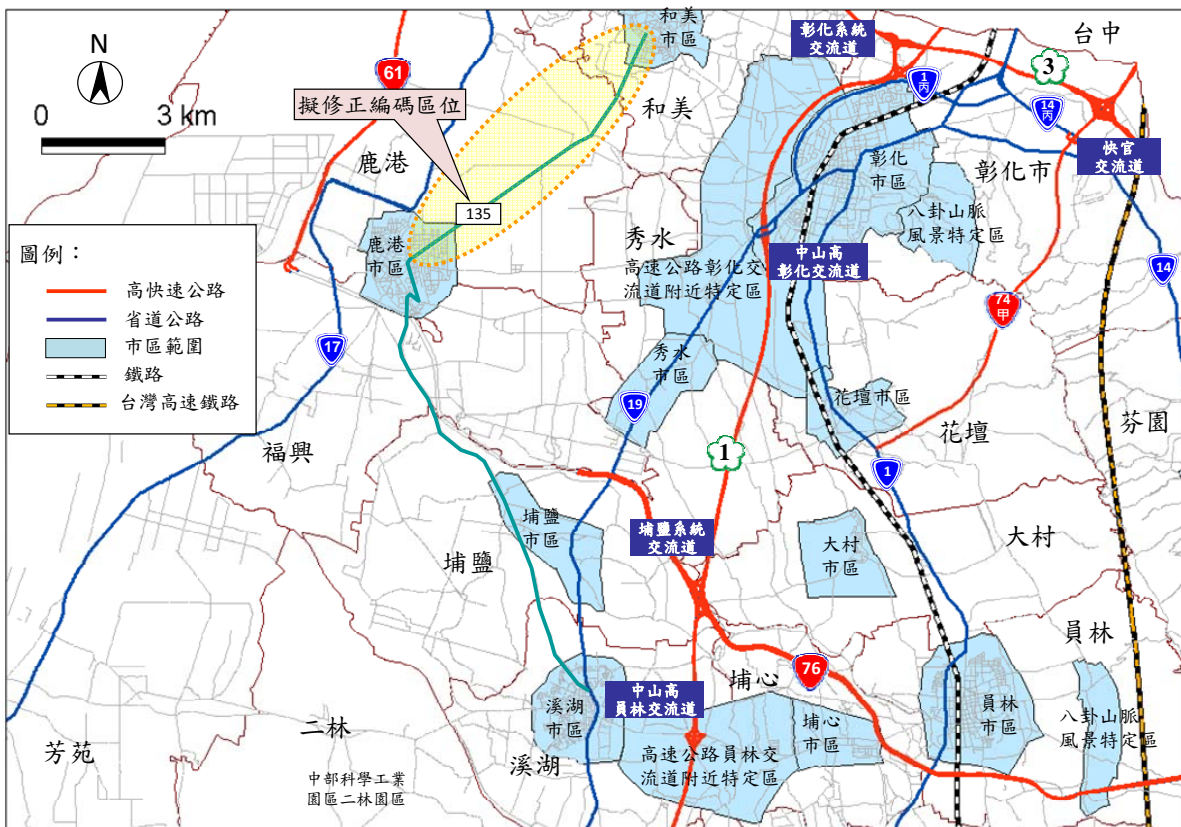 N
0 3 km
61
擬修正編碼區位
鹿港
135
鹿港
市區
和美
市區
和美
彰化系統
交流道
台中
3
1
丙
14
丙
快官
交流道
彰化
市區
彰化市
八卦山脈
風景特定區
中山高
彰化交流道
秀水
高速公路彰化交
流道附近特定區
14
74
甲
圖例：
高快速公路
省道公路
市區範圍
鐵路
台灣高速鐵路
17
秀水
市區
19
花壇市區
花壇
芬園
1
1
福興
埔鹽
市區
埔鹽
埔鹽系統
交流道
大村
市區
大村
員林
76
埔心
中山高
員林交流道
溪湖
市區
溪湖
埔心
市區
高速公路員林交
流道附近特定區
員林
市區
八卦山脈
風景特定區
二林
芳苑
中部科學工業
園區二林園區